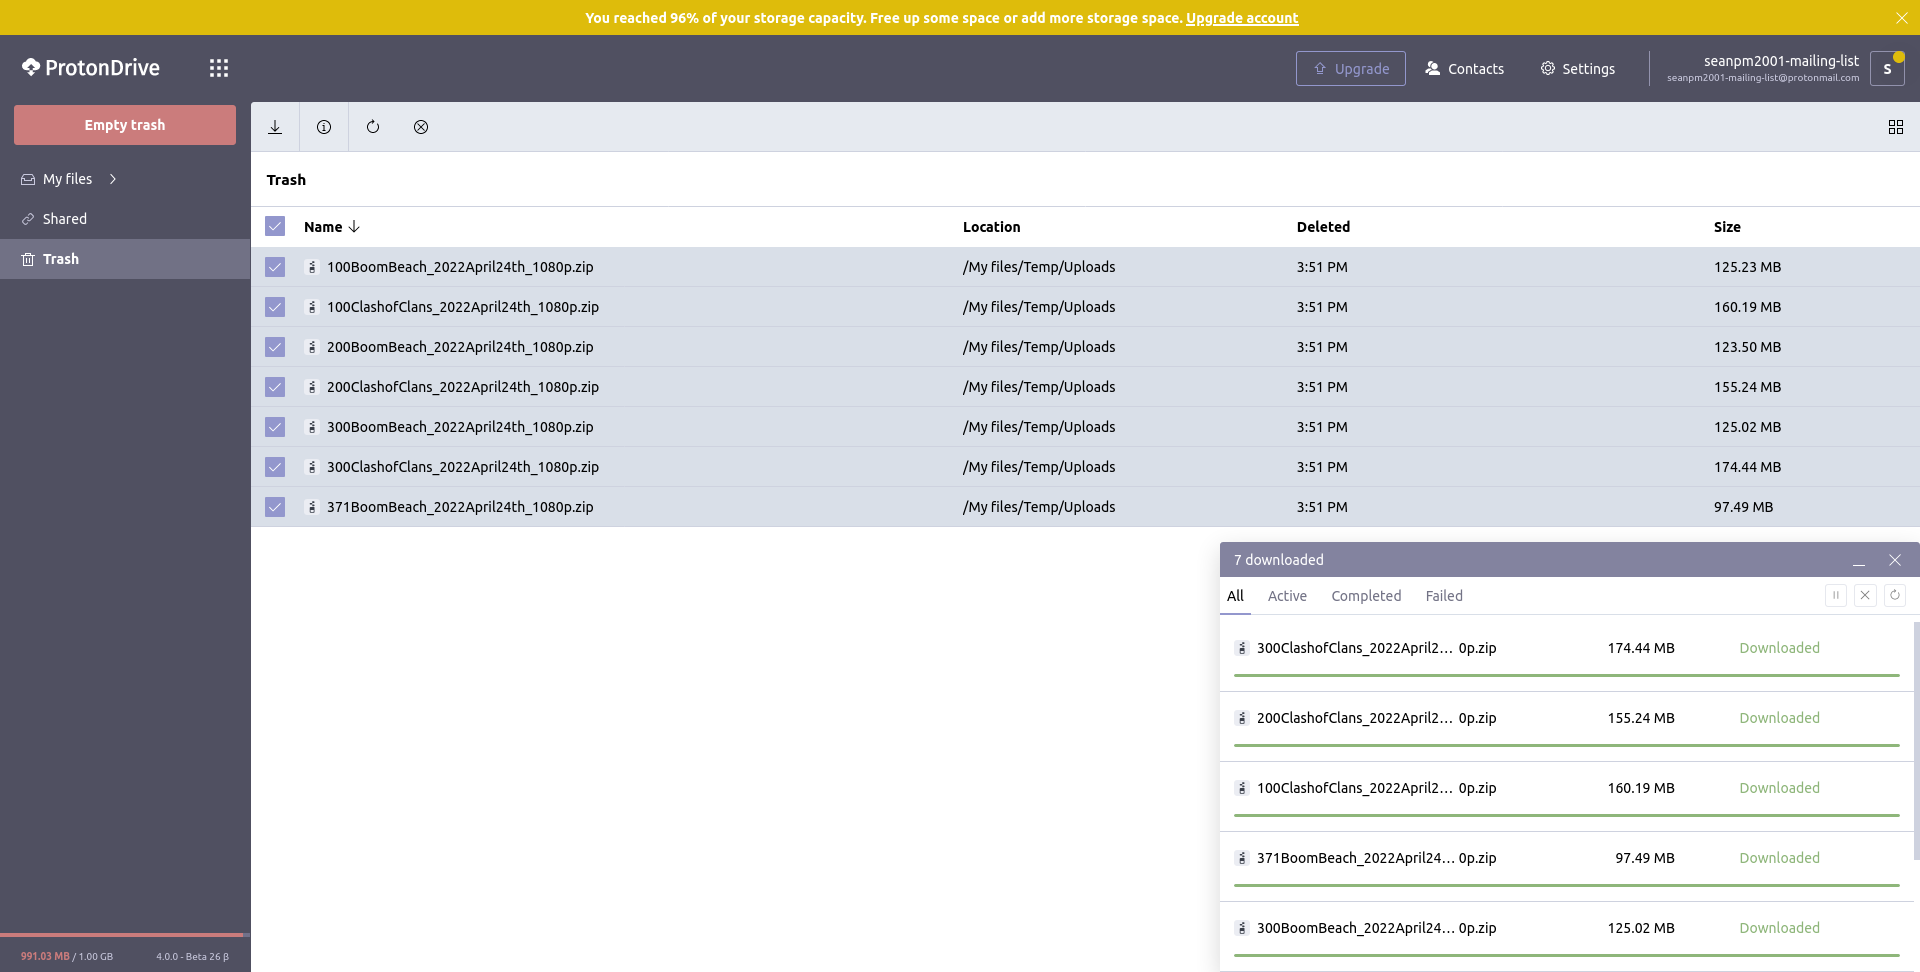 You reached 96% of your storage capacity. Free up some space or add more storage space. Upgrade account
ProtonDrive
Upgrade
Contacts
Settings
seanpm2001-mailing-list
seanpm2001-mailing-list@protonmail.com
S
Empty trash
My files
Shared
Trash
Trash
Name Location Deleted Size
100BoomBeach_2022April24th_1080p.zip /My files/Temp/Uploads 3:51 PM 125.23 MB
100ClashofClans_2022April24th_1080p.zip /My files/Temp/Uploads 3:51 PM 160.19 MB
200BoomBeach_2022April24th_1080p.zip /My files/Temp/Uploads 3:51 PM 123.50 MB
200ClashofClans_2022April24th_1080p.zip /My files/Temp/Uploads 3:51 PM 155.24 MB
300BoomBeach_2022April24th_1080p.zip /My files/Temp/Uploads 3:51 PM 125.02 MB
300ClashofClans_2022April24th_1080p.zip /My files/Temp/Uploads 3:51 PM 174.44 MB
371BoomBeach_2022April24th_1080p.zip /My files/Temp/Uploads 3:51 PM 97.49 MB
7 downloaded
All Active Completed Failed
300ClashofClans_2022April2... 0p.zip 174.44 MB Downloaded
200ClashofClans_2022April2... 0p.zip 155.24 MB Downloaded
100ClashofClans_2022April2... 0p.zip 160.19 MB Downloaded
371BoomBeach_2022April24... 0p.zip 97.49 MB Downloaded
300BoomBeach_2022April24... 0p.zip 125.02 MB Downloaded
991.03 MB / 1.00 GB 4.0.0 - Beta 26 β